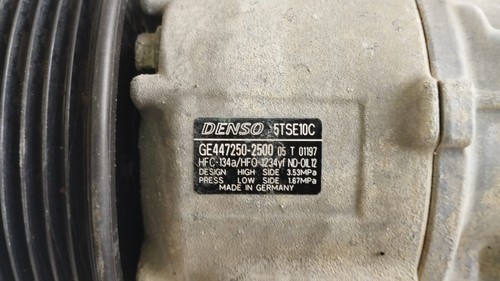 DENSO 5TSE10C
GE447250-2500 05 T 01197
HFC-134a/HFO-1234yf ND-OIL12
DESIGN HIGH SIDE 3.53MPa
PRESS LOW SIDE 1.67MPa
MADE IN GERMANY